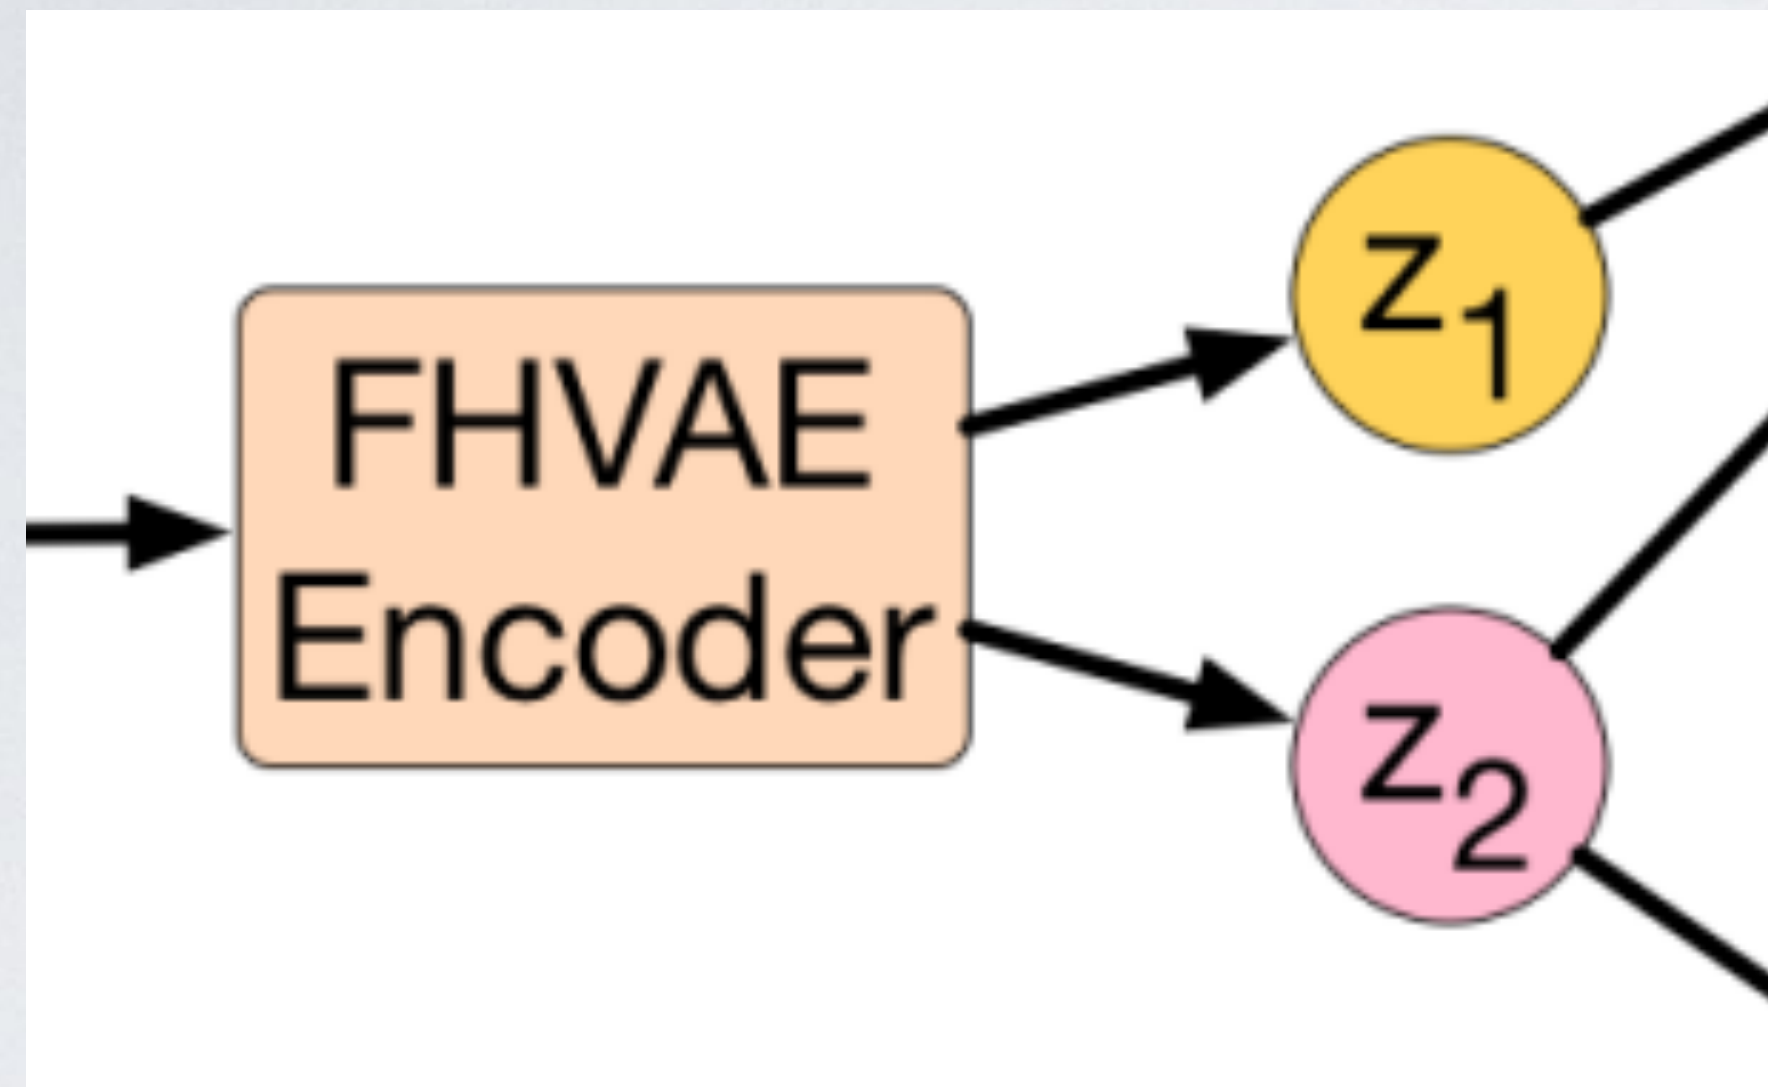 FHVAE
Encoder
z₁
z₂